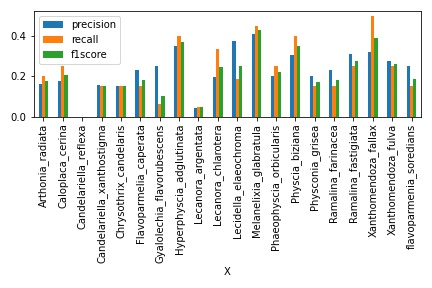 precision
recall
f1score
0.4
0.2
0.0
Arthonia_radiata
Caloplaca_cerina
Candelariella_reflexa
Candelariella_xanthostigma
Chrysothrix_candelaris
Flavoparmelia_caperata
Gyalolechia_flavorubescens
Hyperphyscia_adglutinata
Lecanora_argentata
Lecanora_chlarotera
Lecidella_elaeochroma
Melanelixia_glabratula
Phaeophyscia_orbicularis
Physcia_biziana
Physconia_grisea
Ramalina_farinacea
Ramalina_fastigiata
Xanthomendoza_fallax
Xanthomendoza_fulva
flavoparmenia_soredians
X